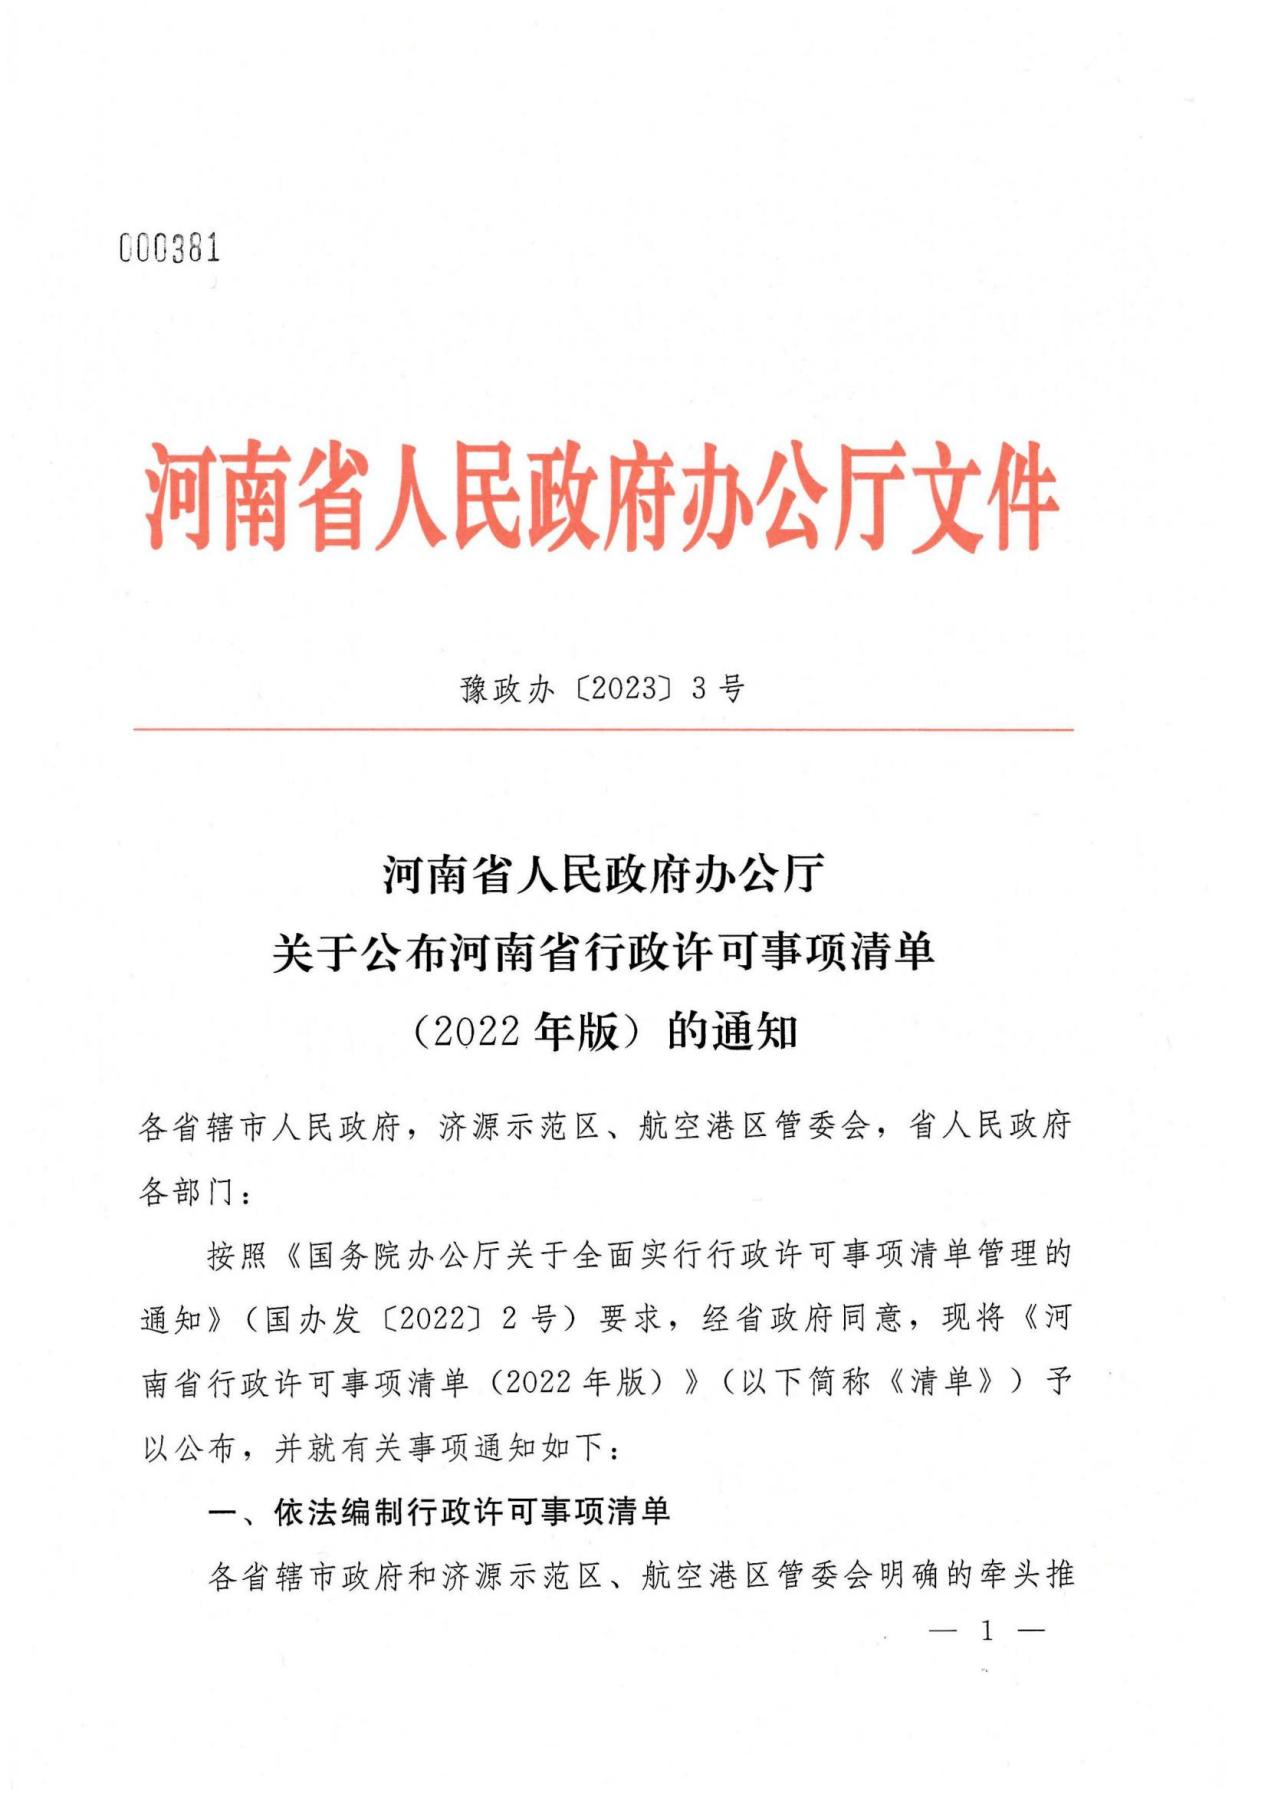 000381
河南省人民政府办公厅文件
豫政办〔2023〕3号
河南省人民政府办公厅
关于公布河南省行政许可事项清单
（2022年版）的通知
各省辖市人民政府，济源示范区、航空港区管委会，省人民政府
各部门：
按照《国务院办公厅关于全面实行行政许可事项清单管理的
通知》（国办发〔2022〕2号）要求，经省政府同意，现将《河
南省行政许可事项清单（2022年版）》（以下简称《清单》）予
以公布，并就有关事项通知如下：
一、依法编制行政许可事项清单
各省辖市政府和济源示范区、航空港区管委会明确的牵头推
— 1 —